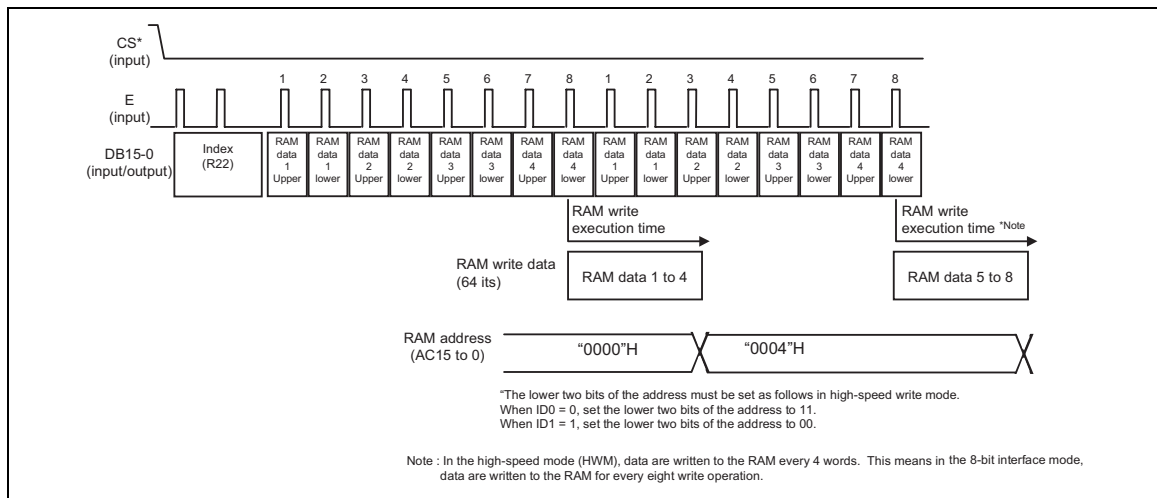 CS*
(input)
1 2 3 4 5 6 7 8 1 2 3 4 5 6 7 8
E
(input)
DB15-0
(input/output)
Index
(R22)
RAM data 1 Upper
RAM data 1 lower
RAM data 2 Upper
RAM data 2 lower
RAM data 3 Upper
RAM data 3 lower
RAM data 4 Upper
RAM data 4 lower
RAM data 1 Upper
RAM data 1 lower
RAM data 2 Upper
RAM data 2 lower
RAM data 3 Upper
RAM data 3 lower
RAM data 4 Upper
RAM data 4 lower
RAM write
execution time
RAM write
execution time *Note
RAM write data
(64 its)
RAM data 1 to 4
RAM data 5 to 8
RAM address
(AC15 to 0)
“0000”H
“0004”H
“The lower two bits of the address must be set as follows in high-speed write mode.
When ID0 = 0, set the lower two bits of the address to 11.
When ID1 = 1, set the lower two bits of the address to 00.
Note : In the high-speed mode (HWM), data are written to the RAM every 4 words. This means in the 8-bit interface mode,
data are written to the RAM for every eight write operation.